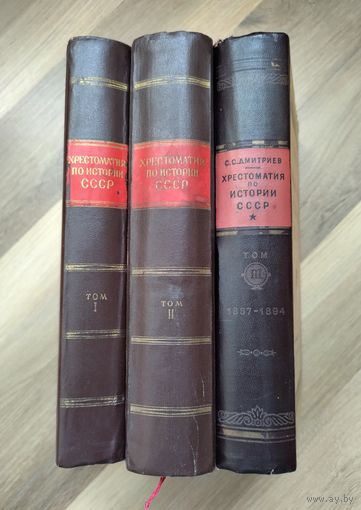 ХРЕСТОМАТИЯ
ПО ИСТОРИИ
СССР
ТОМ
I
ХРЕСТОМАТИЯ
ПО ИСТОРИИ
СССР
ТОМ
II
С.С.ДМИТРИЕВ
ХРЕСТОМАТИЯ
ПО
ИСТОРИИ
СССР
★
ТОМ
III
1857-1894
www.ay.by